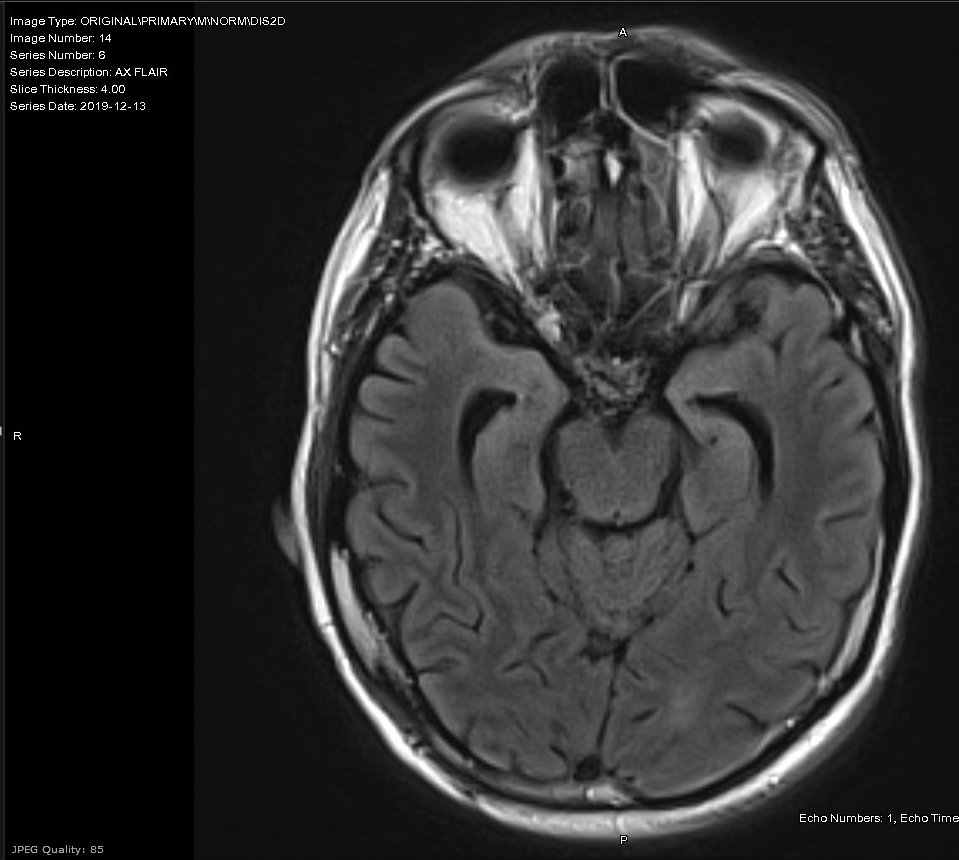 Image Type: ORIGINAL\PRIMARY\M\NORM\DIS2D
Image Number: 14
Series Number: 6
Series Description: AX FLAIR
Slice Thickness: 4.00
Series Date: 2019-12-13
A
R
Echo Numbers: 1, Echo Time
P
JPEG Quality: 85